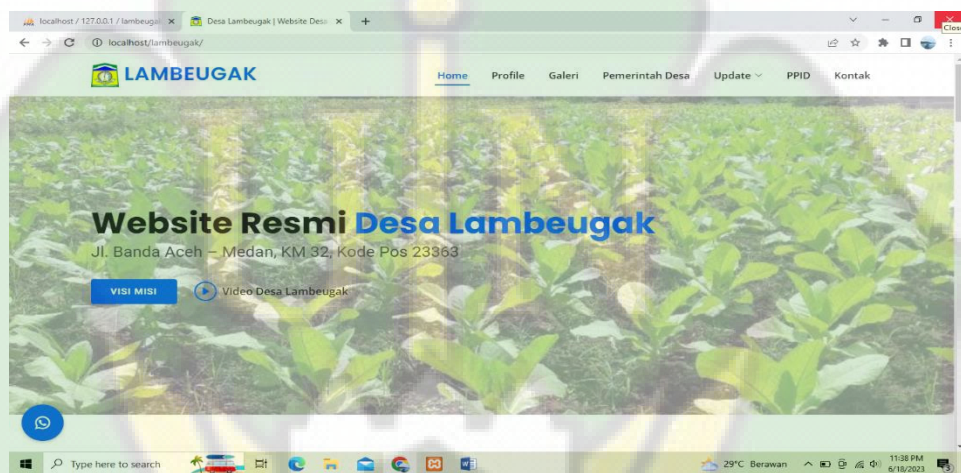 localhost / 127.0.0.1 / lambeugak
Desa Lambeugak | Website Desa
Close
localhost/lambeugak/
LAMBEUGAK
Home Profile Galeri Pemerintah Desa Update PPID Kontak
Website Resmi Desa Lambeugak
Jl. Banda Aceh – Medan, KM 32, Kode Pos 23363
VISI MISI
Video Desa Lambeugak
Type here to search
29°C Berawan
11:38 PM
6/18/2023